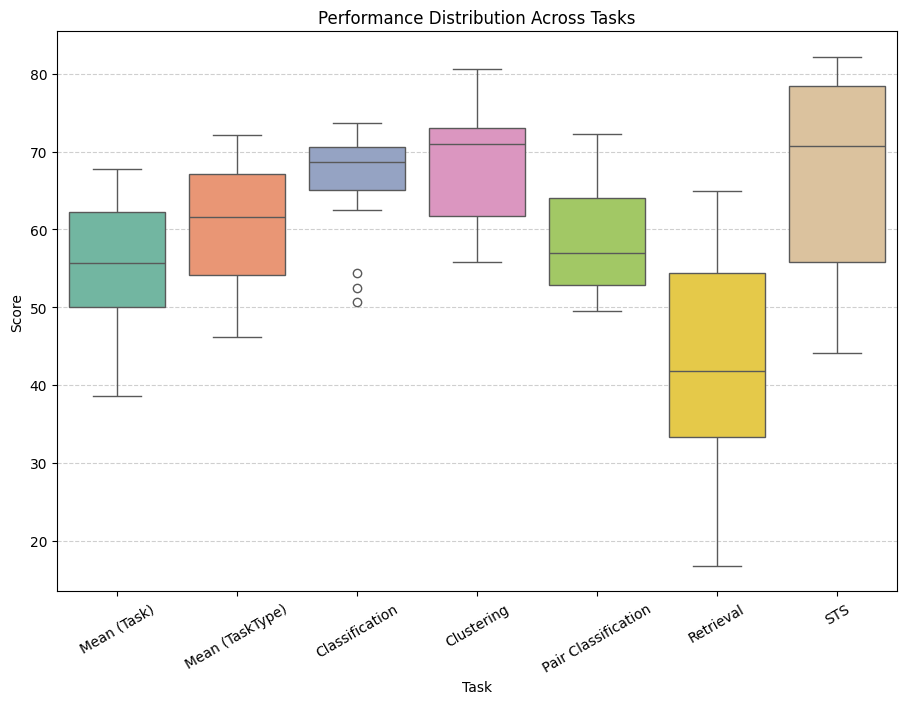 Performance Distribution Across Tasks
Score
80
70
60
50
40
30
20
Mean (Task)
Mean (TaskType)
Classification
Clustering
Pair Classification
Retrieval
STS
Task